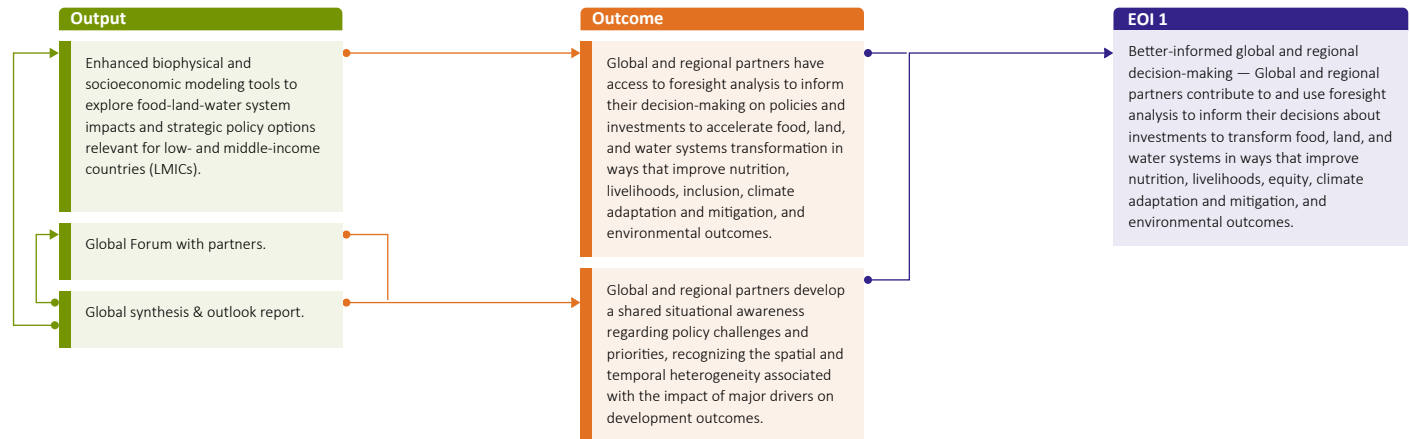 Output
Enhanced biophysical and
socioeconomic modeling tools to
explore food-land-water system
impacts and strategic policy options
relevant for low- and middle-income
countries (LMICs).
Global Forum with partners.
Global synthesis & outlook report.
Outcome
Global and regional partners have
access to foresight analysis to inform
their decision-making on policies and
investments to accelerate food, land,
and water systems transformation in
ways that improve nutrition,
livelihoods, inclusion, climate
adaptation and mitigation, and
environmental outcomes.
Global and regional partners develop
a shared situational awareness
regarding policy challenges and
priorities, recognizing the spatial and
temporal heterogeneity associated
with the impact of major drivers on
development outcomes.
EOI 1
Better-informed global and regional
decision-making — Global and regional
partners contribute to and use foresight
analysis to inform their decisions about
investments to transform food, land, and
water systems in ways that improve
nutrition, livelihoods, equity, climate
adaptation and mitigation, and
environmental outcomes.